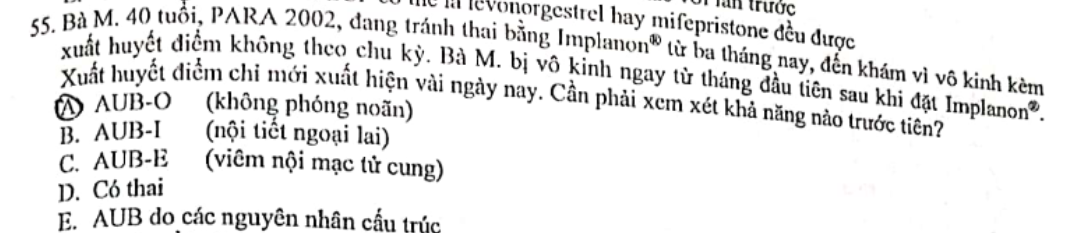 levonorgestrel hay mifepristone đều được
55. Bà M. 40 tuổi, PARA 2002, đang tránh thai bằng Implanon® từ ba tháng nay, đến khám vì vô kinh kèm
xuất huyết điểm không theo chu kỳ. Bà M. bị vô kinh ngay từ tháng đầu tiên sau khi đặt Implanon®.
Xuất huyết điểm chỉ mới xuất hiện vài ngày nay. Cần phải xem xét khả năng nào trước tiên?
A AUB-O (không phóng noãn)
B. AUB-I (nội tiết ngoại lai)
C. AUB-E (viêm nội mạc tử cung)
D. Có thai
E. AUB do các nguyên nhân cấu trúc